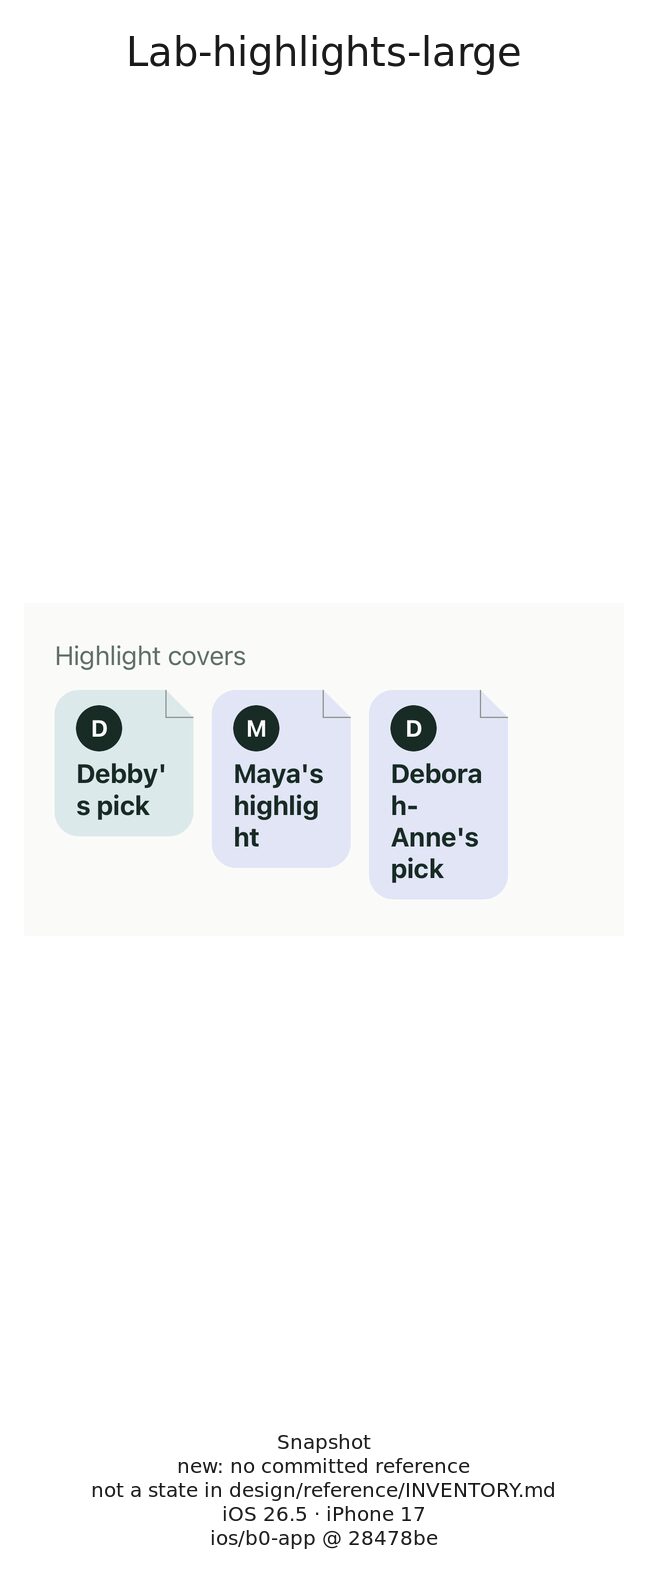 Lab-highlights-large
Highlight covers
D
Debby'
s pick
M
Maya's
highlig
ht
D
Debora
h-
Anne's
pick
Snapshot
new: no committed reference
not a state in design/reference/INVENTORY.md
iOS 26.5 · iPhone 17
ios/b0-app @ 28478be